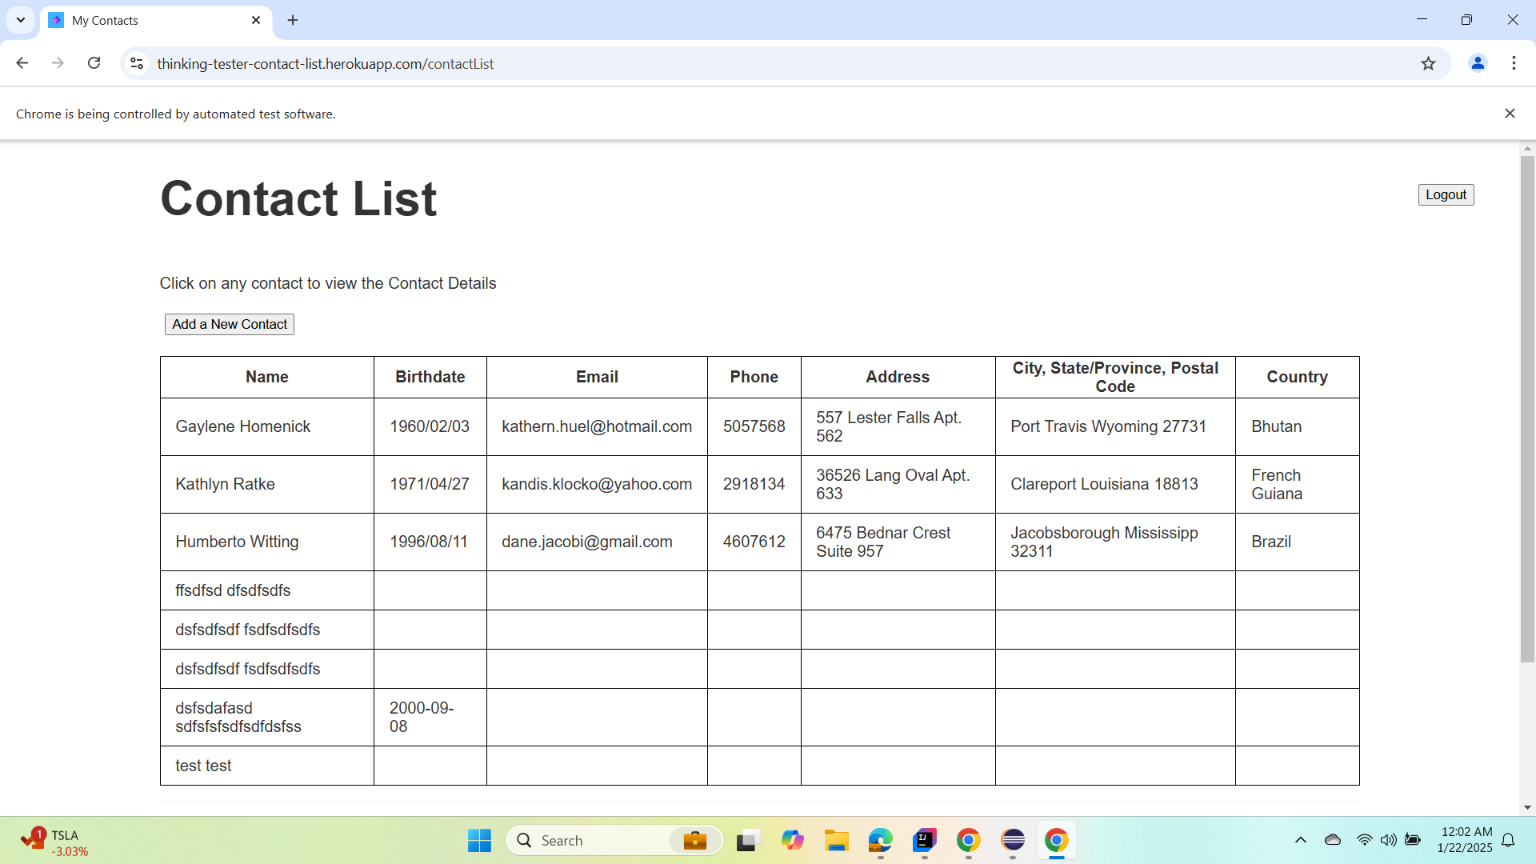 My Contacts
thinking-tester-contact-list.herokuapp.com/contactList
Chrome is being controlled by automated test software.
Contact List
Logout
Click on any contact to view the Contact Details
Add a New Contact
Name Birthdate Email Phone Address City, State/Province, Postal Code Country
Gaylene Homenick 1960/02/03 kathern.huel@hotmail.com 5057568 557 Lester Falls Apt. 562 Port Travis Wyoming 27731 Bhutan
Kathlyn Ratke 1971/04/27 kandis.klocko@yahoo.com 2918134 36526 Lang Oval Apt. 633 Clareport Louisiana 18813 French Guiana
Humberto Witting 1996/08/11 dane.jacobi@gmail.com 4607612 6475 Bednar Crest Suite 957 Jacobsborough Mississipp 32311 Brazil
ffsdfsd dfsdfsdfs
dsfsdfsdf fsdfsdfsdfs
dsfsdfsdf fsdfsdfsdfs
dsfsdafasd sdfsfsfsdfsdfdsfss 2000-09-08
test test
1
TSLA
-3.03%
Search
12:02 AM
1/22/2025